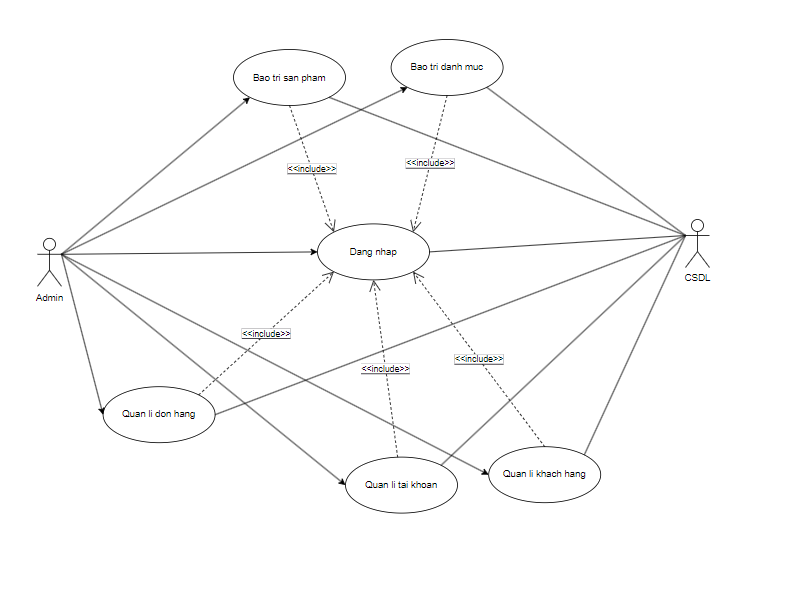 Bao tri danh muc
Bao tri san pham
<<include>>
<<include>>
Dang nhap
Admin
CSDL
<<include>>
<<include>>
<<include>>
Quan li don hang
Quan li tai khoan
Quan li khach hang